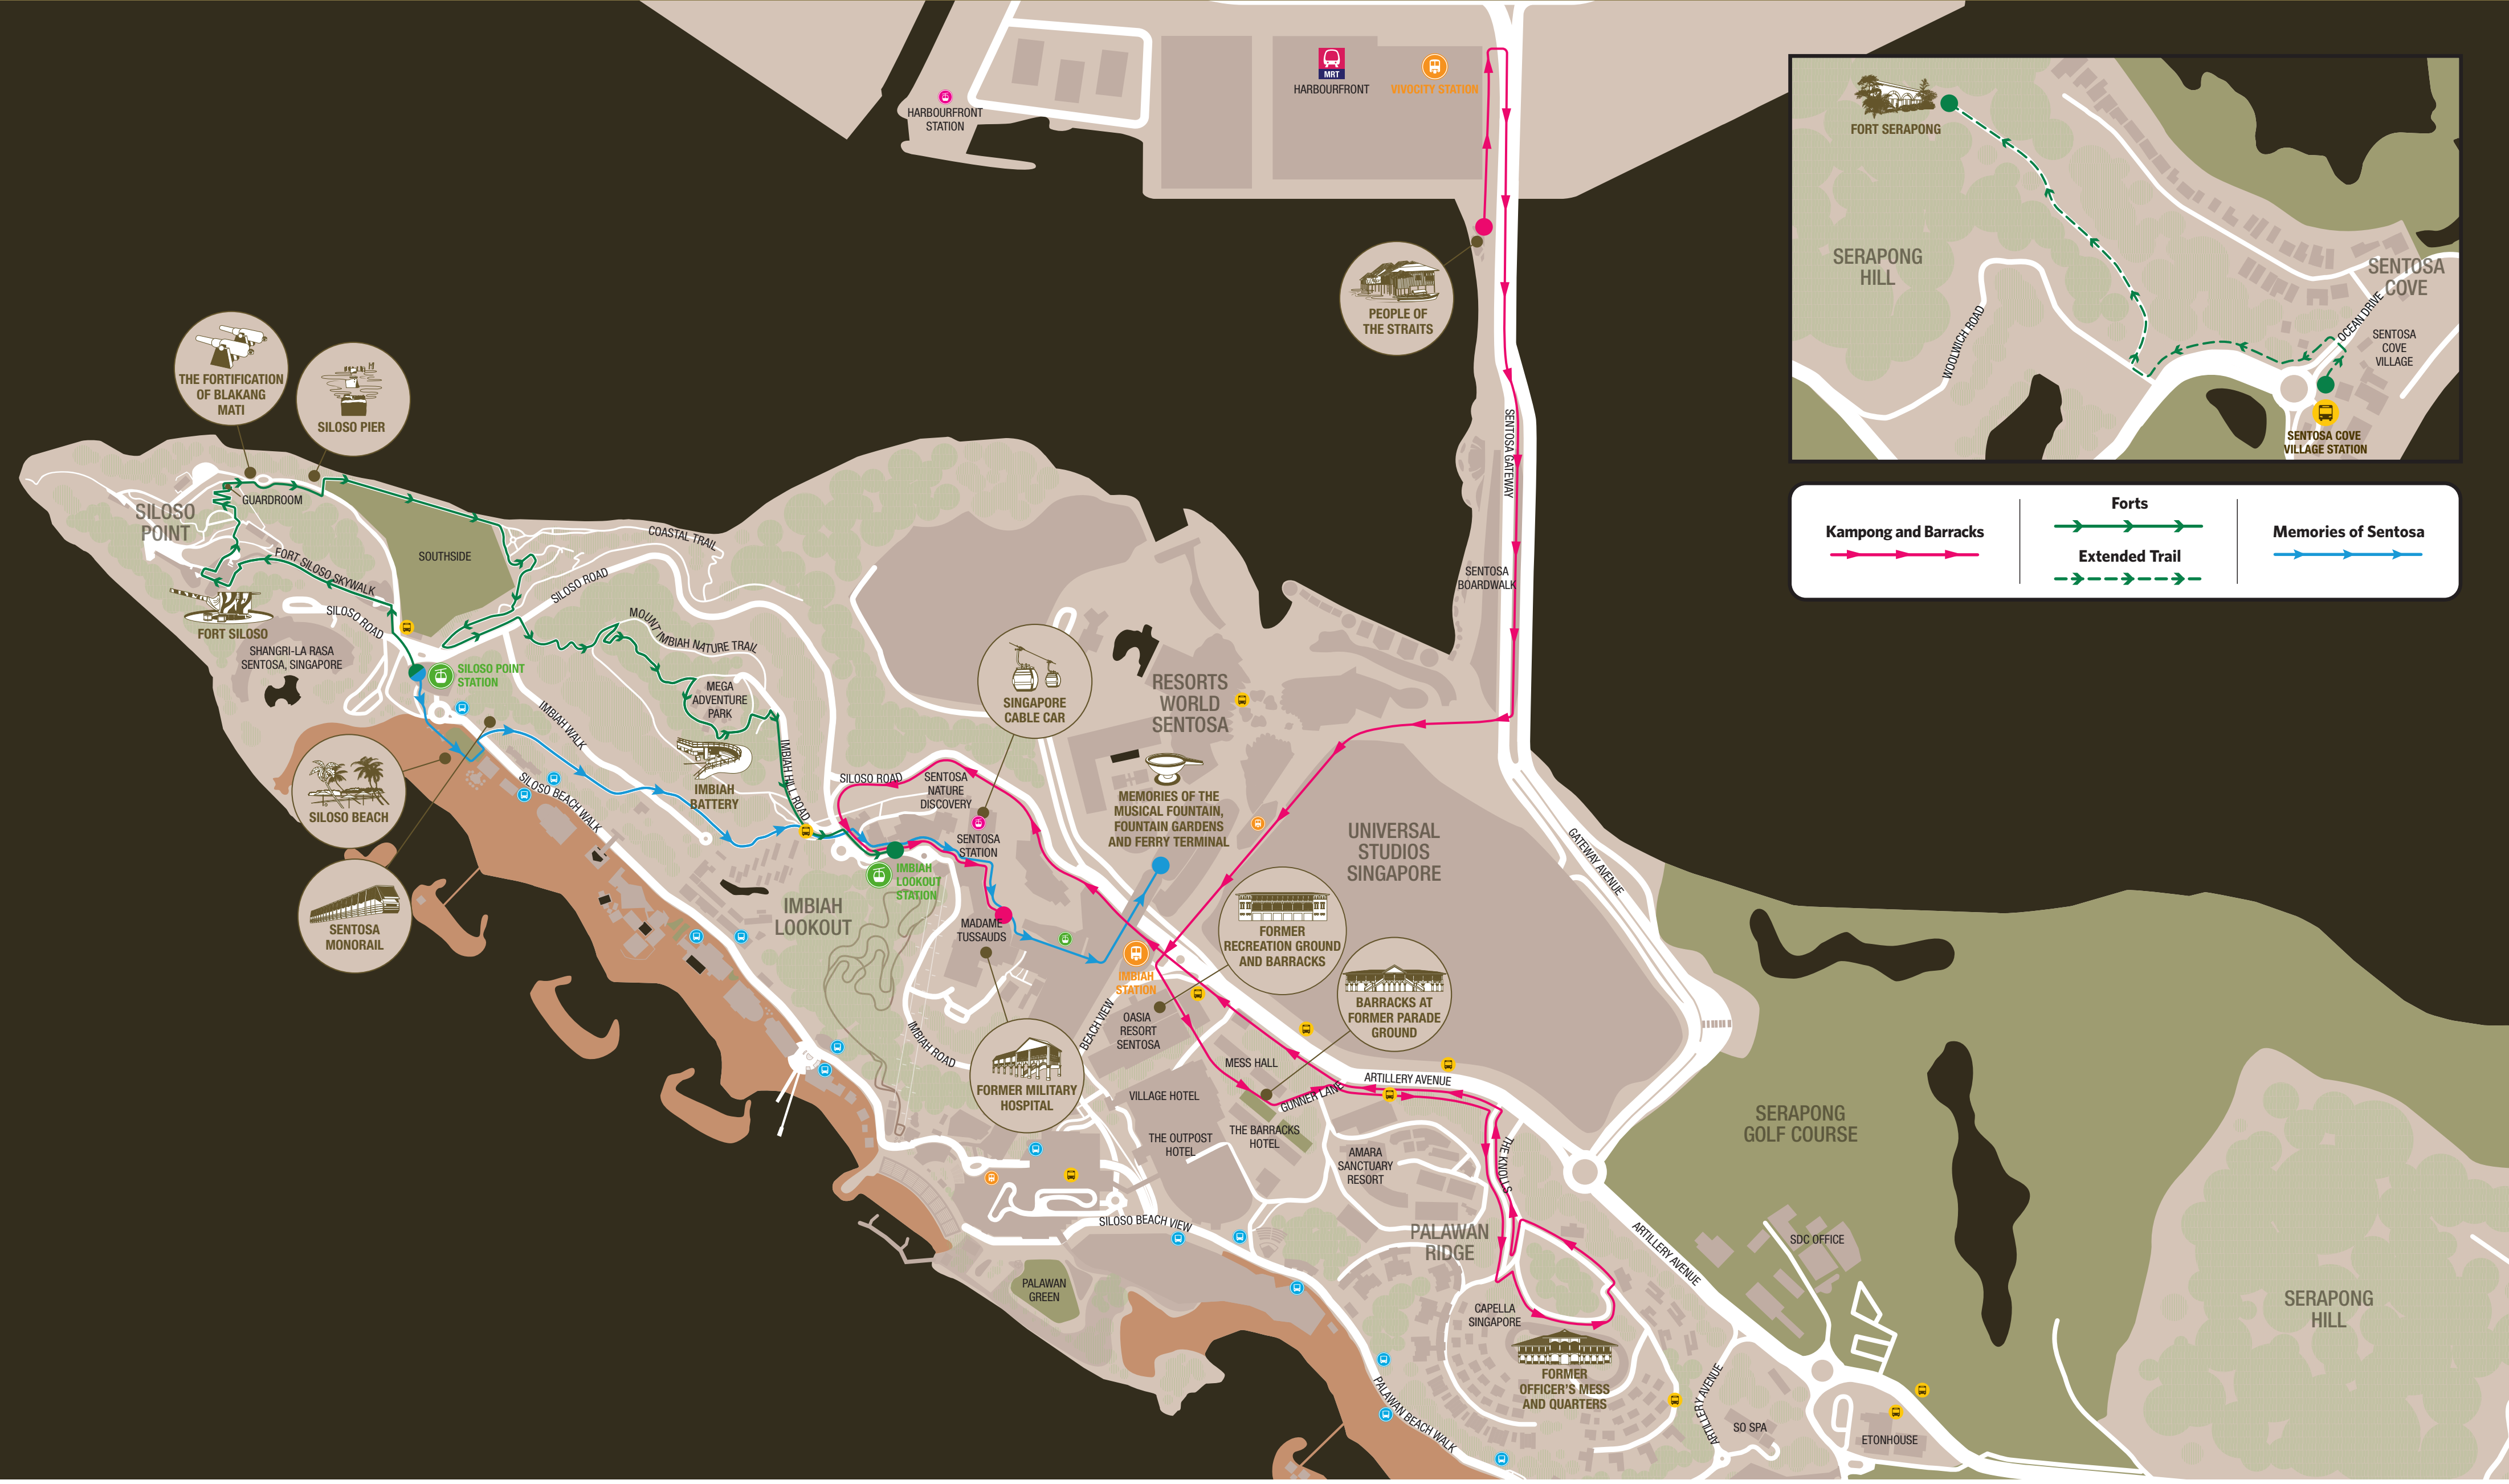 HARBOURFRONT
STATION
MRT
HARBOURFRONT
VIVOCITY STATION
PEOPLE OF
THE STRAITS
SENTOSA GATEWAY
SENTOSA
BOARDWALK
FORT SERAPONG
SERAPONG
HILL
WOOLWICH ROAD
SENTOSA
COVE
OCEAN DRIVE
SENTOSA
COVE
VILLAGE
SENTOSA COVE
VILLAGE STATION
Kampong and Barracks
Forts
Extended Trail
Memories of Sentosa
THE FORTIFICATION
OF BLAKANG
MATI
SILOSO PIER
SILOSO
POINT
GUARDROOM
SOUTHSIDE
FORT SILOSO SKYWALK
SILOSO ROAD
FORT SILOSO
SHANGRI-LA RASA
SENTOSA, SINGAPORE
SILOSO POINT
STATION
COASTAL TRAIL
SILOSO ROAD
MOUNT IMBIAH NATURE TRAIL
MEGA
ADVENTURE
PARK
IMBIAH WALK
IMBIAH
BATTERY
IMBIAH HILL ROAD
SILOSO BEACH
SILOSO BEACH WALK
SENTOSA
MONORAIL
SINGAPORE
CABLE CAR
SILOSO ROAD
SENTOSA
NATURE
DISCOVERY
SENTOSA
STATION
IMBIAH
LOOKOUT
STATION
IMBIAH
LOOKOUT
MADAME
TUSSAUDS
RESORTS
WORLD
SENTOSA
MEMORIES OF THE
MUSICAL FOUNTAIN,
FOUNTAIN GARDENS
AND FERRY TERMINAL
UNIVERSAL
STUDIOS
SINGAPORE
GATEWAY AVENUE
FORMER
RECREATION GROUND
AND BARRACKS
BARRACKS AT
FORMER PARADE
GROUND
IMBIAH
STATION
OASIA
RESORT
SENTOSA
BEACH VIEW
IMBIAH ROAD
FORMER MILITARY
HOSPITAL
MESS HALL
ARTILLERY AVENUE
GUNNER LANE
VILLAGE HOTEL
THE OUTPOST
HOTEL
THE BARRACKS
HOTEL
AMARA
SANCTUARY
RESORT
THE KNOLLS
SERAPONG
GOLF COURSE
SILOSO BEACH VIEW
PALAWAN
RIDGE
ARTILLERY AVENUE
SDC OFFICE
PALAWAN
GREEN
CAPELLA
SINGAPORE
FORMER
OFFICER'S MESS
AND QUARTERS
SERAPONG
HILL
PALAWAN BEACH WALK
ARTILLERY AVENUE
SO SPA
ETONHOUSE